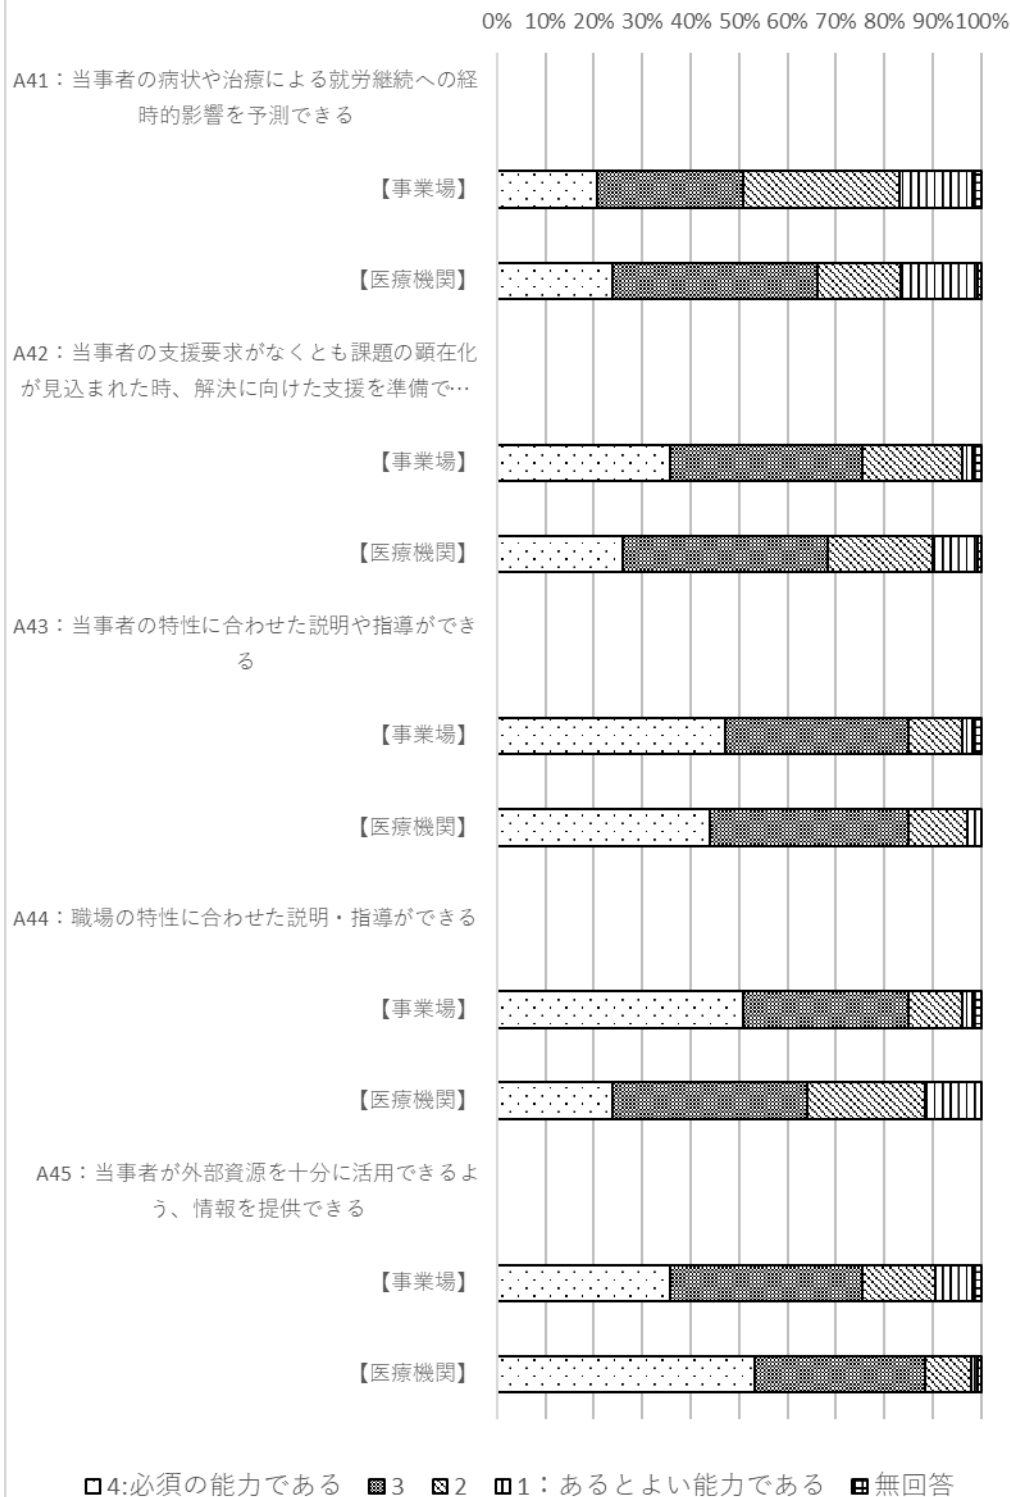 0% 10% 20% 30% 40% 50% 60% 70% 80% 90%100%
A41：当事者の病状や治療による就労継続への経
時的影響を予測できる
【事業場】
【医療機関】
A42：当事者の支援要求がなくとも課題の顕在化
が見込まれた時、解決に向けた支援を準備で…
【事業場】
【医療機関】
A43：当事者の特性に合わせた説明や指導ができ
る
【事業場】
【医療機関】
A44：職場の特性に合わせた説明・指導ができる
【事業場】
【医療機関】
A45：当事者が外部資源を十分に活用できるよ
う、情報を提供できる
【事業場】
【医療機関】
4:必須の能力である 3 2 1：あるとよい能力である 無回答